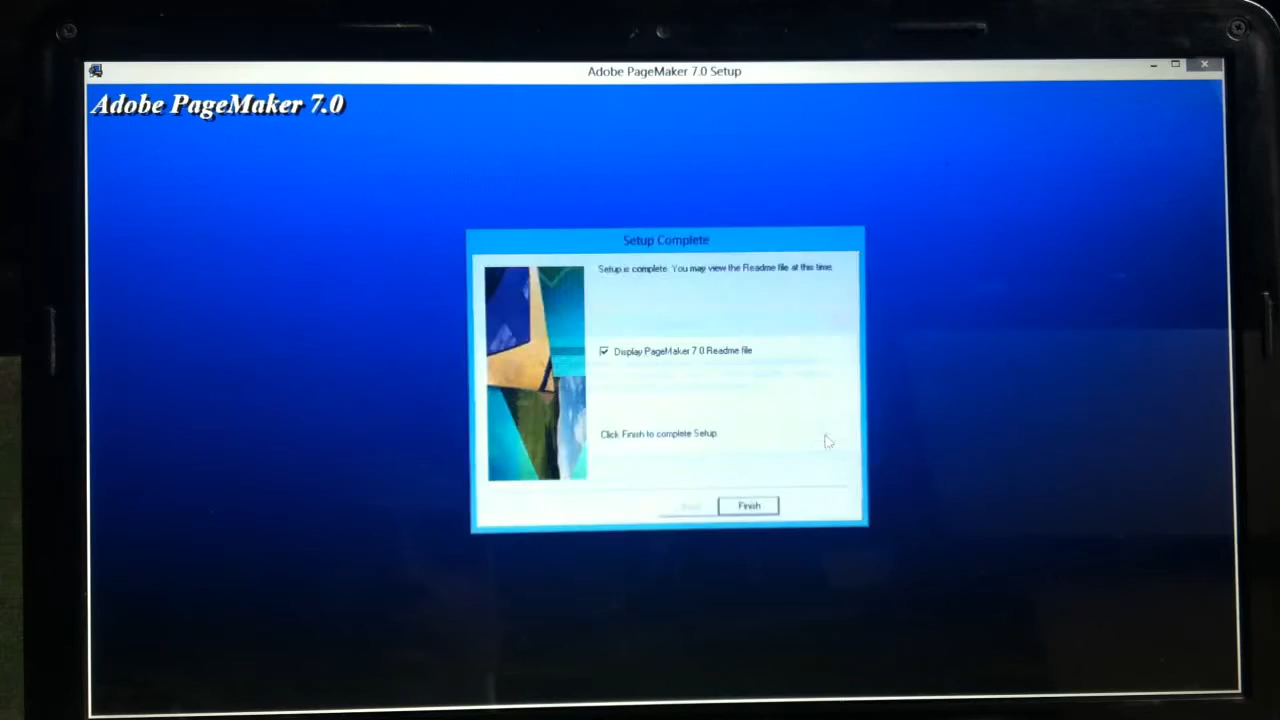 Adobe PageMaker 7.0 Setup
Adobe PageMaker 7.0
Setup Complete
Setup is complete. You may view the Readme file at this time.
Display PageMaker 7.0 Readme file
Click Finish to complete Setup.
Finish